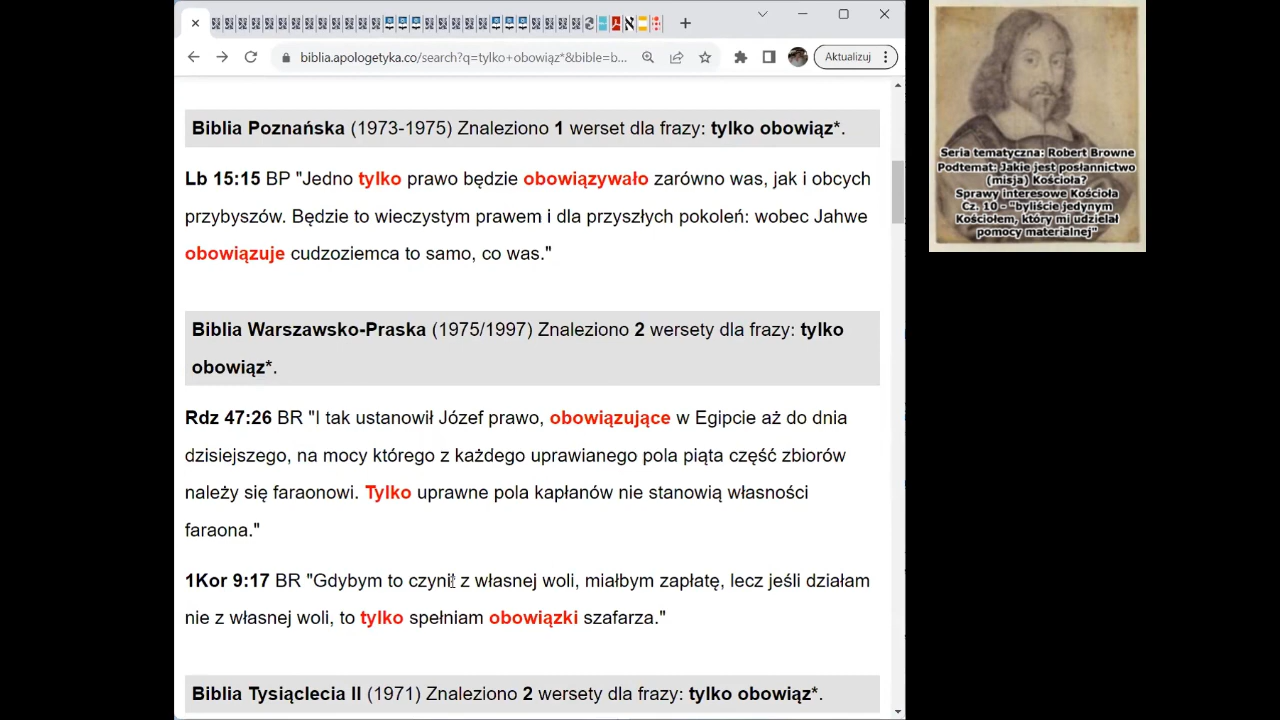 biblia.apologetyka.co/search?q=tylko+obowiąz*&bible=b...
Aktualizuj
Biblia Poznańska (1973-1975) Znaleziono 1 werset dla frazy: tylko obowiąz*.
Lb 15:15 BP "Jedno tylko prawo będzie obowiązywało zarówno was, jak i obcych
przybyszów. Będzie to wieczystym prawem i dla przyszłych pokoleń: wobec Jahwe
obowiązuje cudzoziemca to samo, co was."
Biblia Warszawsko-Praska (1975/1997) Znaleziono 2 wersety dla frazy: tylko
obowiąz*.
Rdz 47:26 BR "I tak ustanowił Józef prawo, obowiązujące w Egipcie aż do dnia
dzisiejszego, na mocy którego z każdego uprawianego pola piąta część zbiorów
należy się faraonowi. Tylko uprawne pola kapłanów nie stanowią własności
faraona."
1Kor 9:17 BR "Gdybym to czynił z własnej woli, miałbym zapłatę, lecz jeśli działam
nie z własnej woli, to tylko spełniam obowiązki szafarza."
Biblia Tysiąclecia II (1971) Znaleziono 2 wersety dla frazy: tylko obowiąz*.
Seria tematyczna: Robert Browne
Podtemat: Jakie jest posłannictwo
(misja) Kościoła?
Sprawy interesowe Kościoła
Cz. 10 - "byliście jedynym
Kościołem, który mi udzielał
pomocy materialnej"